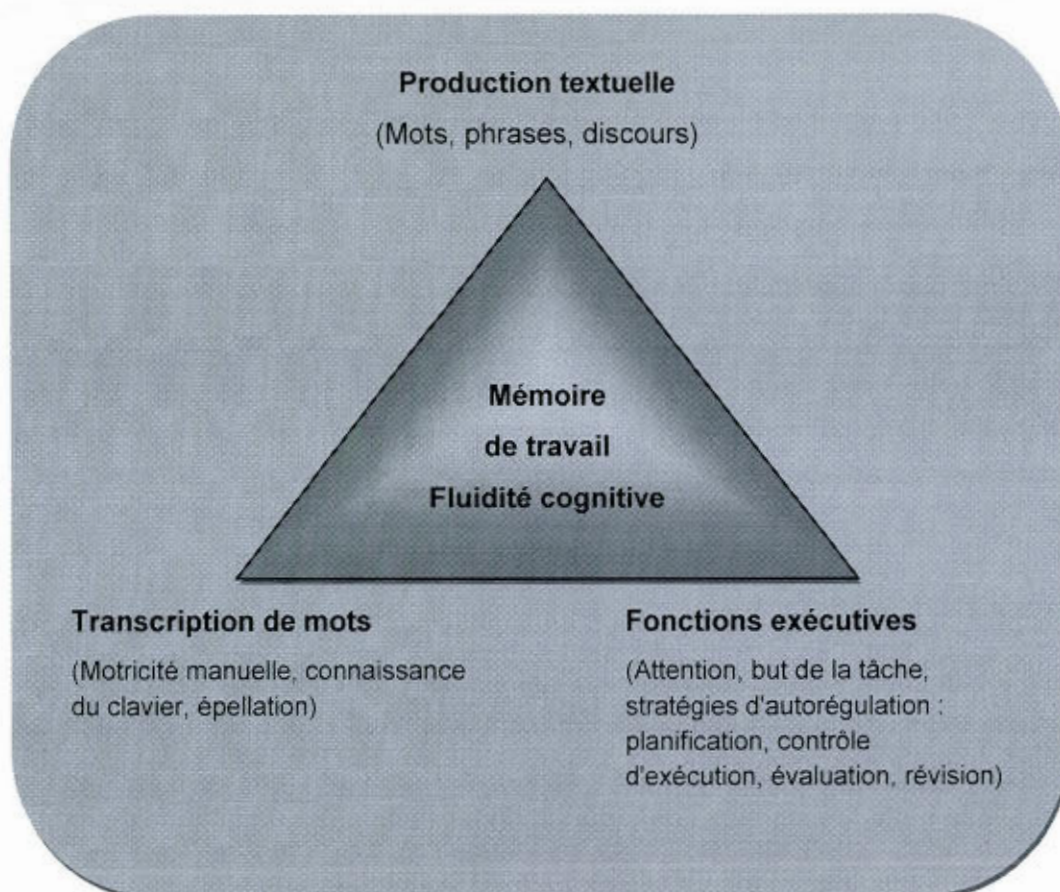 Production textuelle
(Mots, phrases, discours)
Mémoire
de travail
Fluidité cognitive
Transcription de mots
(Motricité manuelle, connaissance
du clavier, épellation)
Fonctions exécutives
(Attention, but de la tâche,
stratégies d'autorégulation :
planification, contrôle
d'exécution, évaluation, révision)